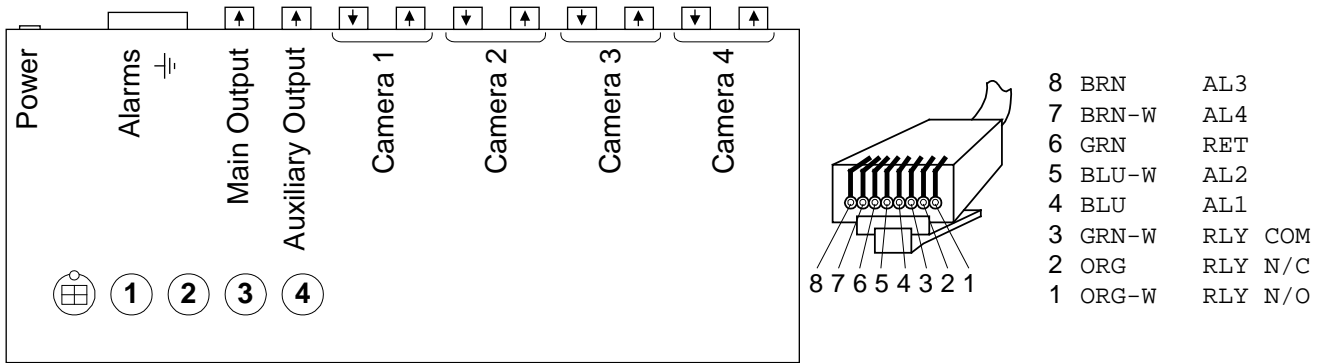 Power
Alarms
Main Output
Auxiliary Output
Camera 1
Camera 2
Camera 3
Camera 4
1 2 3 4
8 7 6 5 4 3 2 1
8 BRN AL3
7 BRN-W AL4
6 GRN RET
5 BLU-W AL2
4 BLU AL1
3 GRN-W RLY COM
2 ORG RLY N/C
1 ORG-W RLY N/O